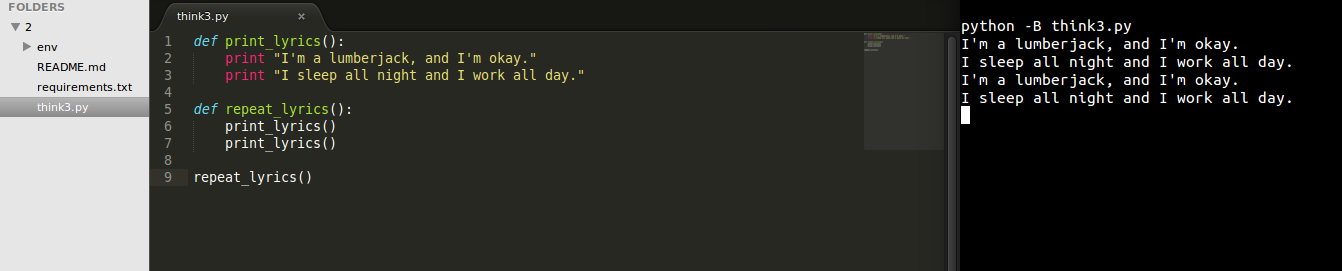 FOLDERS
2
env
README.md
requirements.txt
think3.py
think3.py ×
1 def print_lyrics():
2     print "I'm a lumberjack, and I'm okay."
3     print "I sleep all night and I work all day."
4
5 def repeat_lyrics():
6     print_lyrics()
7     print_lyrics()
8
9 repeat_lyrics()
python -B think3.py
I'm a lumberjack, and I'm okay.
I sleep all night and I work all day.
I'm a lumberjack, and I'm okay.
I sleep all night and I work all day.